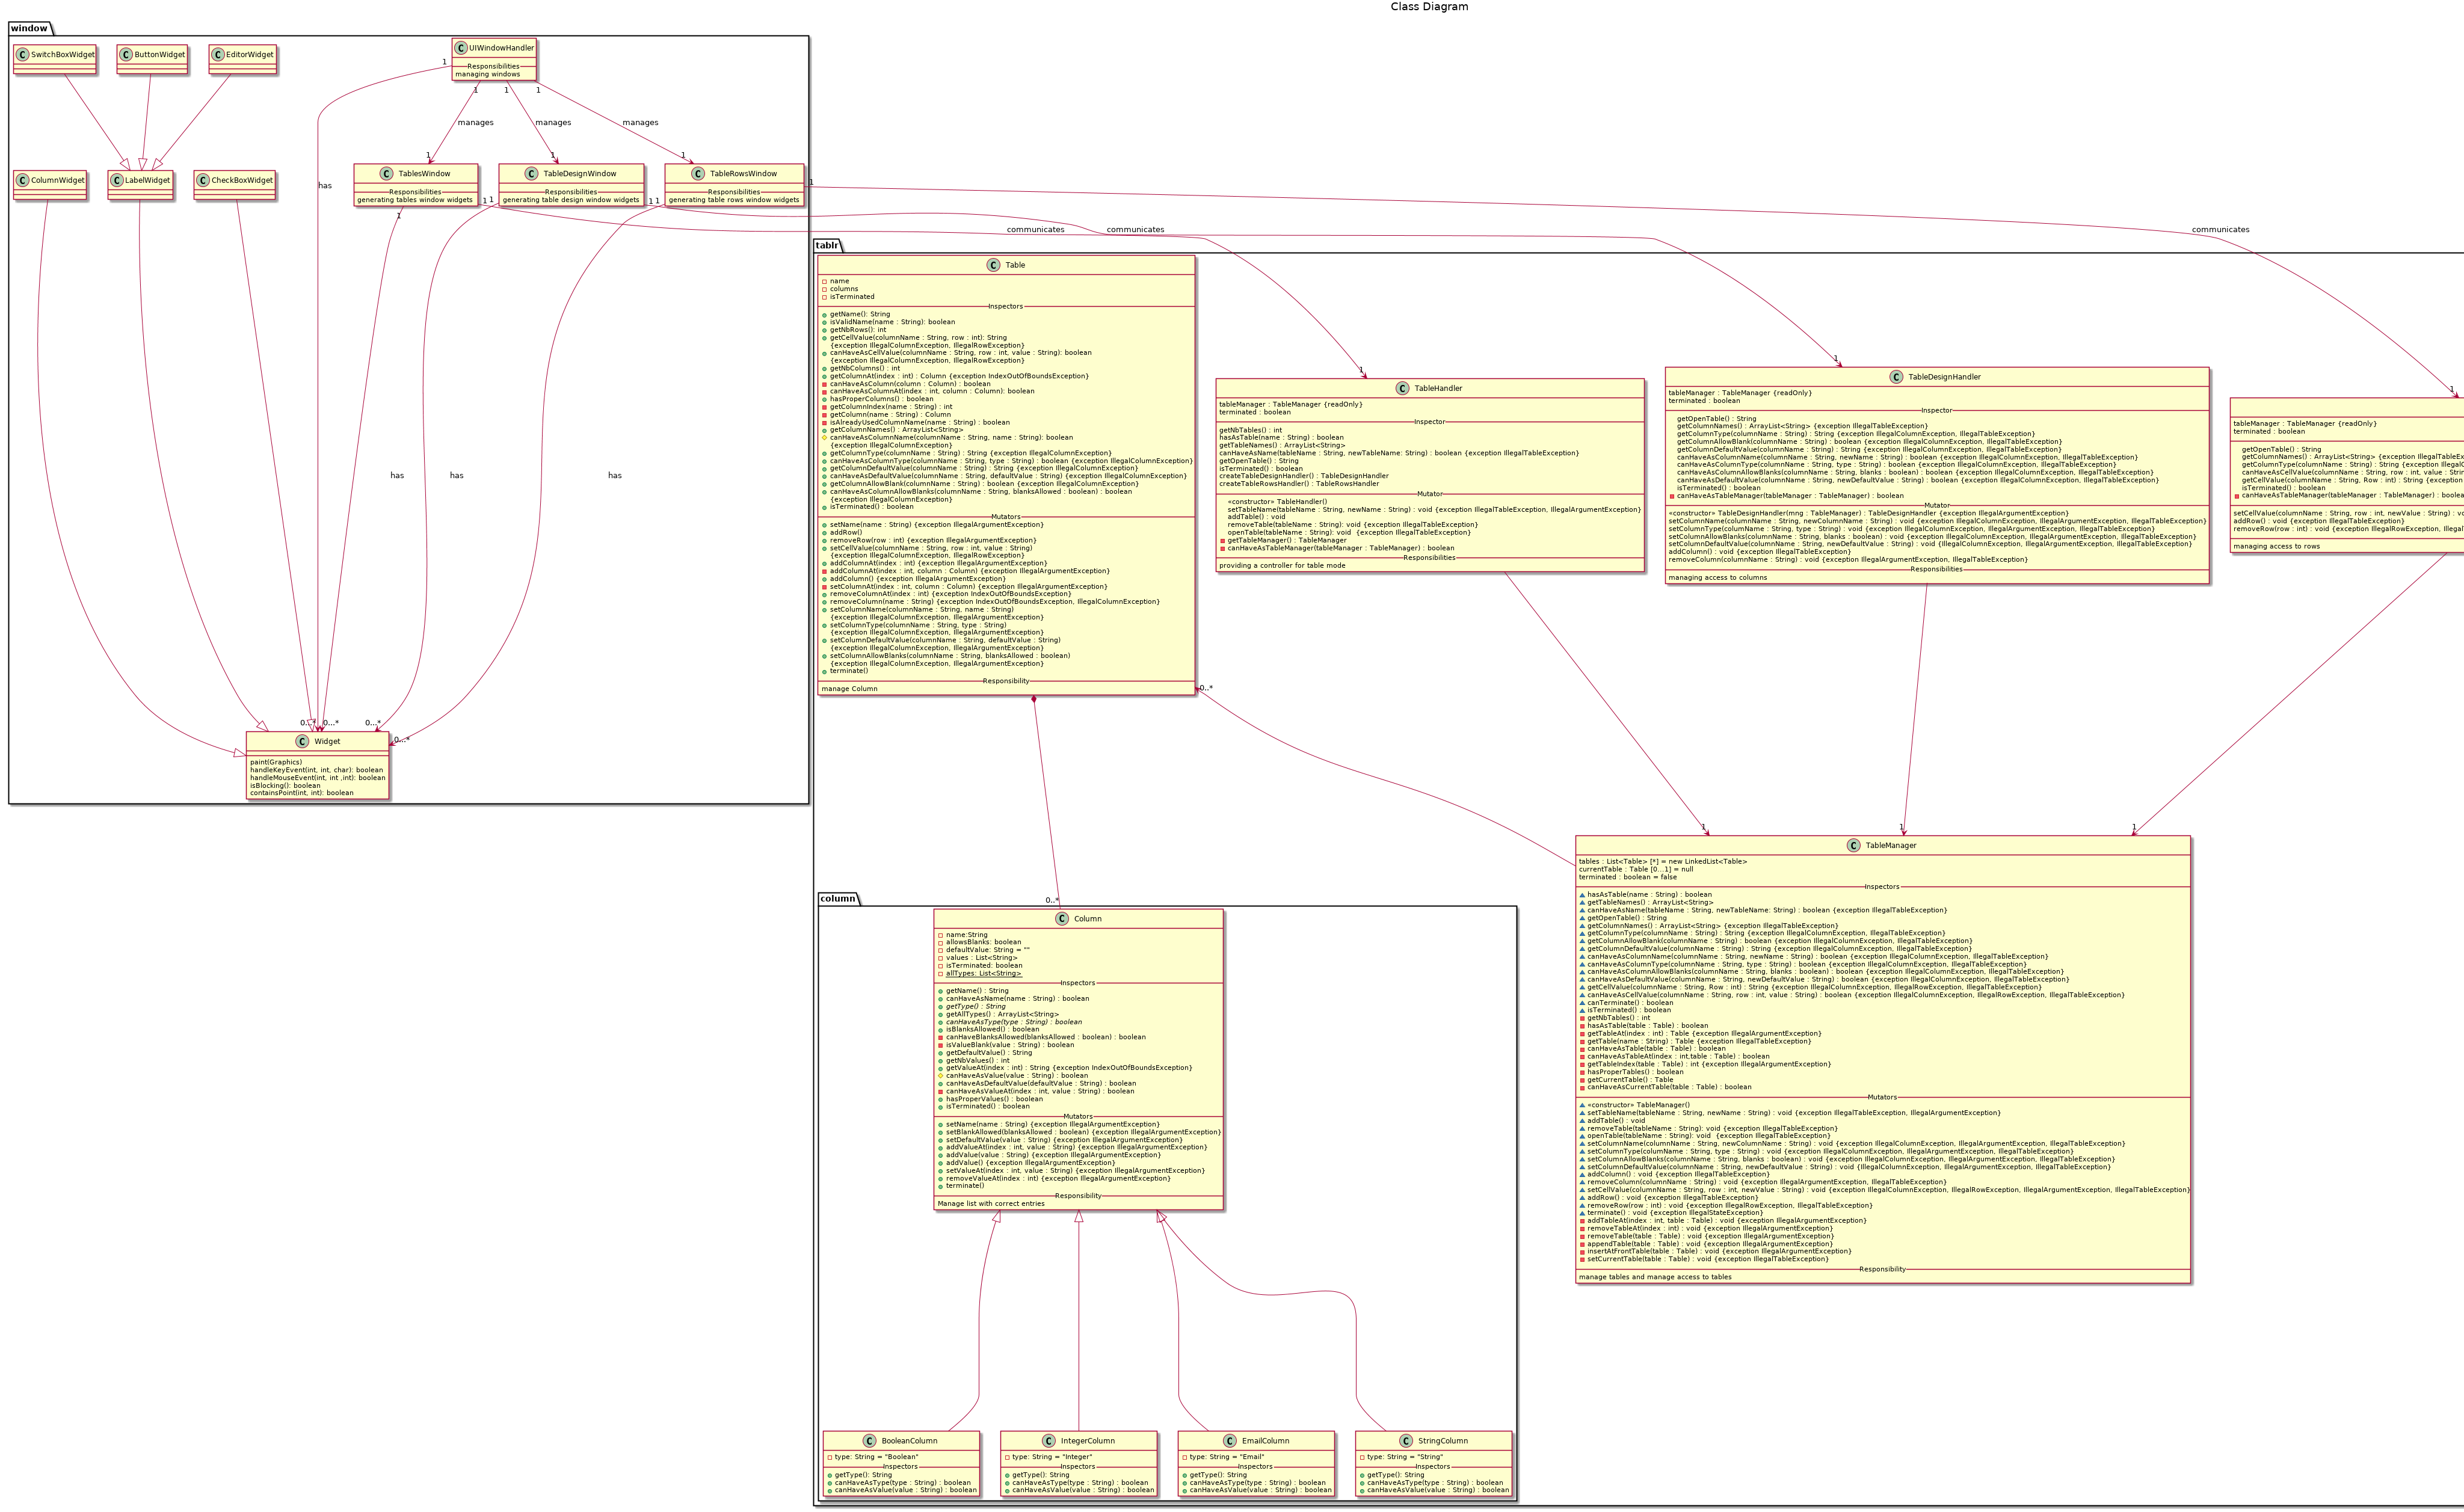 Class Diagram
window
SwitchBoxWidget
ButtonWidget
EditorWidget
UIWindowHandler
Responsibilities
managing windows
1
1
1
1
manages
manages
manages
1
1
1
has
ColumnWidget
LabelWidget
CheckBoxWidget
TablesWindow
Responsibilities
generating tables window widgets
TableDesignWindow
Responsibilities
generating table design window widgets
TableRowsWindow
Responsibilities
generating table rows window widgets
1
1
1
1
1
1
communicates
communicates
communicates
has
has
has
0...*
0...*
0...*
0...*
Widget
paint(Graphics)
handleKeyEvent(int, int, char): boolean
handleMouseEvent(int, int ,int): boolean
isBlocking(): boolean
containsPoint(int, int): boolean
tablr
Table
name
columns
isTerminated
Inspectors
getName(): String
isValidName(name : String): boolean
getNbRows(): int
getCellValue(columnName : String, row : int): String
{exception IllegalColumnException, IllegalRowException}
canHaveAsCellValue(columnName : String, row : int, value : String): boolean
{exception IllegalColumnException, IllegalRowException}
getNbColumns() : int
getColumnAt(index : int) : Column {exception IndexOutOfBoundsException}
canHaveAsColumn(column : Column) : boolean
canHaveAsColumnAt(index : int, column : Column): boolean
hasProperColumns() : boolean
getColumnIndex(name : String) : int
getColumn(name : String) : Column
isAlreadyUsedColumnName(name : String) : boolean
getColumnNames() : ArrayList<String>
canHaveAsColumnName(columnName : String, name : String): boolean
{exception IllegalColumnException}
getColumnType(columnName : String) : String {exception IllegalColumnException}
canHaveAsColumnType(columnName : String, type : String) : boolean {exception IllegalColumnException}
getColumnDefaultValue(columnName : String) : String {exception IllegalColumnException}
canHaveAsDefaultValue(columnName : String, defaultValue : String) {exception IllegalColumnException}
getColumnAllowBlank(columnName : String) : boolean {exception IllegalColumnException}
canHaveAsColumnAllowBlanks(columnName : String, blanksAllowed : boolean) : boolean
{exception IllegalColumnException}
isTerminated() : boolean
Mutators
setName(name : String) {exception IllegalArgumentException}
addRow()
removeRow(row : int) {exception IllegalArgumentException}
setCellValue(columnName : String, row : int, value : String)
{exception IllegalColumnException, IllegalRowException}
addColumnAt(index : int) {exception IllegalArgumentException}
addColumnAt(index : int, column : Column) {exception IllegalArgumentException}
addColumn() {exception IllegalArgumentException}
setColumnAt(index : int, column : Column) {exception IllegalArgumentException}
removeColumnAt(index : int) {exception IndexOutOfBoundsException}
removeColumn(name : String) {exception IndexOutOfBoundsException, IllegalColumnException}
setColumnName(columnName : String, name : String)
{exception IllegalColumnException, IllegalArgumentException}
setColumnType(columnName : String, type : String)
{exception IllegalColumnException, IllegalArgumentException}
setColumnDefaultValue(columnName : String, defaultValue : String)
{exception IllegalColumnException, IllegalArgumentException}
setColumnAllowBlanks(columnName : String, blanksAllowed : boolean)
{exception IllegalColumnException, IllegalArgumentException}
terminate()
Responsibility
manage Column
0..*
1
TableHandler
tableManager : TableManager {readOnly}
terminated : boolean
Inspector
getNbTables() : int
hasAsTable(name : String) : boolean
getTableNames() : ArrayList<String>
canHaveAsName(tableName : String, newTableName: String) : boolean {exception IllegalTableException}
getOpenTable() : String
isTerminated() : boolean
createTableDesignHandler() : TableDesignHandler
createTableRowsHandler() : TableRowsHandler
Mutator
«constructor» TableHandler()
setTableName(tableName : String, newName : String) : void {exception IllegalTableException, IllegalArgumentException}
addTable() : void
removeTable(tableName : String): void {exception IllegalTableException}
openTable(tableName : String): void  {exception IllegalTableException}
getTableManager() : TableManager
canHaveAsTableManager(tableManager : TableManager) : boolean
Responsibilities
providing a controller for table mode
1
TableDesignHandler
tableManager : TableManager {readOnly}
terminated : boolean
Inspector
getOpenTable() : String
getColumnNames() : ArrayList<String> {exception IllegalTableException}
getColumnType(columnName : String) : String {exception IllegalColumnException, IllegalTableException}
getColumnAllowBlank(columnName : String) : boolean {exception IllegalColumnException, IllegalTableException}
getColumnDefaultValue(columnName : String) : String {exception IllegalColumnException, IllegalTableException}
canHaveAsColumnName(columnName : String, newName : String) : boolean {exception IllegalColumnException, IllegalTableException}
canHaveAsColumnType(columnName : String, type : String) : boolean {exception IllegalColumnException, IllegalTableException}
canHaveAsColumnAllowBlanks(columnName : String, blanks : boolean) : boolean {exception IllegalColumnException, IllegalTableException}
canHaveAsDefaultValue(columnName : String, newDefaultValue : String) : boolean {exception IllegalColumnException, IllegalTableException}
isTerminated() : boolean
canHaveAsTableManager(tableManager : TableManager) : boolean
Mutator
«constructor» TableDesignHandler(mng : TableManager) : TableDesignHandler {exception IllegalArgumentException}
setColumnName(columnName : String, newColumnName : String) : void {exception IllegalColumnException, IllegalArgumentException, IllegalTableException}
setColumnType(columName : String, type : String) : void {exception IllegalColumnException, IllegalArgumentException, IllegalTableException}
setColumnAllowBlanks(columnName : String, blanks : boolean) : void {exception IllegalColumnException, IllegalArgumentException, IllegalTableException}
setColumnDefaultValue(columnName : String, newDefaultValue : String) : void {IllegalColumnException, IllegalArgumentException, IllegalTableException}
addColumn() : void {exception IllegalTableException}
removeColumn(columnName : String) : void {exception IllegalArgumentException, IllegalTableException}
Responsibilities
managing access to columns
1
tableManager : TableManager {readOnly}
terminated : boolean
getOpenTable() : String
getColumnNames() : ArrayList<String> {exception IllegalTableEx
getColumnType(columnName : String) : String {exception IllegalC
canHaveAsCellValue(columnName : String, row : int, value : Strin
getCellValue(columnName : String, Row : int) : String {exception
isTerminated() : boolean
canHaveAsTableManager(tableManager : TableManager) : boolea
setCellValue(columnName : String, row : int, newValue : String) : vo
addRow() : void {exception IllegalTableException}
removeRow(row : int) : void {exception IllegalRowException, Illegal
managing access to rows
1
1
1
TableManager
tables : List<Table> [*] = new LinkedList<Table>
currentTable : Table [0...1] = null
terminated : boolean = false
Inspectors
hasAsTable(name : String) : boolean
getTableNames() : ArrayList<String>
canHaveAsName(tableName : String, newTableName: String) : boolean {exception IllegalTableException}
getOpenTable() : String
getColumnNames() : ArrayList<String> {exception IllegalTableException}
getColumnType(columnName : String) : String {exception IllegalColumnException, IllegalTableException}
getColumnAllowBlank(columnName : String) : boolean {exception IllegalColumnException, IllegalTableException}
getColumnDefaultValue(columnName : String) : String {exception IllegalColumnException, IllegalTableException}
canHaveAsColumnName(columnName : String, newName : String) : boolean {exception IllegalColumnException, IllegalTableException}
canHaveAsColumnType(columnName : String, type : String) : boolean {exception IllegalColumnException, IllegalTableException}
canHaveAsColumnAllowBlanks(columnName : String, blanks : boolean) : boolean {exception IllegalColumnException, IllegalTableException}
canHaveAsDefaultValue(columnName : String, newDefaultValue : String) : boolean {exception IllegalColumnException, IllegalTableException}
getCellValue(columnName : String, Row : int) : String {exception IllegalColumnException, IllegalRowException, IllegalTableException}
canHaveAsCellValue(columnName : String, row : int, value : String) : boolean {exception IllegalColumnException, IllegalRowException, IllegalTableException}
canTerminate() : boolean
isTerminated() : boolean
getNbTables() : int
hasAsTable(table : Table) : boolean
getTableAt(index : int) : Table {exception IllegalArgumentException}
getTable(name : String) : Table {exception IllegalTableException}
canHaveAsTable(table : Table) : boolean
canHaveAsTableAt(index : int,table : Table) : boolean
getTableIndex(table : Table) : int {exception IllegalArgumentException}
hasProperTables() : boolean
getCurrentTable() : Table
canHaveAsCurrentTable(table : Table) : boolean
Mutators
«constructor» TableManager()
setTableName(tableName : String, newName : String) : void {exception IllegalTableException, IllegalArgumentException}
addTable() : void
removeTable(tableName : String): void {exception IllegalTableException}
openTable(tableName : String): void  {exception IllegalTableException}
setColumnName(columnName : String, newColumnName : String) : void {exception IllegalColumnException, IllegalArgumentException, IllegalTableException}
setColumnType(columName : String, type : String) : void {exception IllegalColumnException, IllegalArgumentException, IllegalTableException}
setColumnAllowBlanks(columnName : String, blanks : boolean) : void {exception IllegalColumnException, IllegalArgumentException, IllegalTableException}
setColumnDefaultValue(columnName : String, newDefaultValue : String) : void {IllegalColumnException, IllegalArgumentException, IllegalTableException}
addColumn() : void {exception IllegalTableException}
removeColumn(columnName : String) : void {exception IllegalArgumentException, IllegalTableException}
setCellValue(columnName : String, row : int, newValue : String) : void {exception IllegalColumnException, IllegalRowException, IllegalArgumentException, IllegalTableException}
addRow() : void {exception IllegalTableException}
removeRow(row : int) : void {exception IllegalRowException, IllegalTableException}
terminate() : void {exception IllegalStateException}
addTableAt(index : int, table : Table) : void {exception IllegalArgumentException}
removeTableAt(index : int) : void {exception IllegalArgumentException}
removeTable(table : Table) : void {exception IllegalArgumentException}
appendTable(table : Table) : void {exception IllegalArgumentException}
insertAtFrontTable(table : Table) : void {exception IllegalArgumentException}
setCurrentTable(table : Table) : void {exception IllegalTableException}
Responsibility
manage tables and manage access to tables
column
0..*
Column
name:String
allowsBlanks: boolean
defaultValue: String = ""
values : List<String>
isTerminated: boolean
allTypes: List<String>
Inspectors
getName() : String
canHaveAsName(name : String) : boolean
getType() : String
getAllTypes() : ArrayList<String>
canHaveAsType(type : String) : boolean
isBlanksAllowed() : boolean
canHaveBlanksAllowed(blanksAllowed : boolean) : boolean
isValueBlank(value : String) : boolean
getDefaultValue() : String
getNbValues() : int
getValueAt(index : int) : String {exception IndexOutOfBoundsException}
canHaveAsValue(value : String) : boolean
canHaveAsDefaultValue(defaultValue : String) : boolean
canHaveAsValueAt(index : int, value : String) : boolean
hasProperValues() : boolean
isTerminated() : boolean
Mutators
setName(name : String) {exception IllegalArgumentException}
setBlankAllowed(blanksAllowed : boolean) {exception IllegalArgumentException}
setDefaultValue(value : String) {exception IllegalArgumentException}
addValueAt(index : int, value : String) {exception IllegalArgumentException}
addValue(value : String) {exception IllegalArgumentException}
addValue() {exception IllegalArgumentException}
setValueAt(index : int, value : String) {exception IllegalArgumentException}
removeValueAt(index : int) {exception IllegalArgumentException}
terminate()
Responsibility
Manage list with correct entries
BooleanColumn
type: String = "Boolean"
Inspectors
getType(): String
canHaveAsType(type : String) : boolean
canHaveAsValue(value : String) : boolean
IntegerColumn
type: String = "Integer"
Inspectors
getType(): String
canHaveAsType(type : String) : boolean
canHaveAsValue(value : String) : boolean
EmailColumn
type: String = "Email"
Inspectors
getType(): String
canHaveAsType(type : String) : boolean
canHaveAsValue(value : String) : boolean
StringColumn
type: String = "String"
Inspectors
getType(): String
canHaveAsType(type : String) : boolean
canHaveAsValue(value : String) : boolean